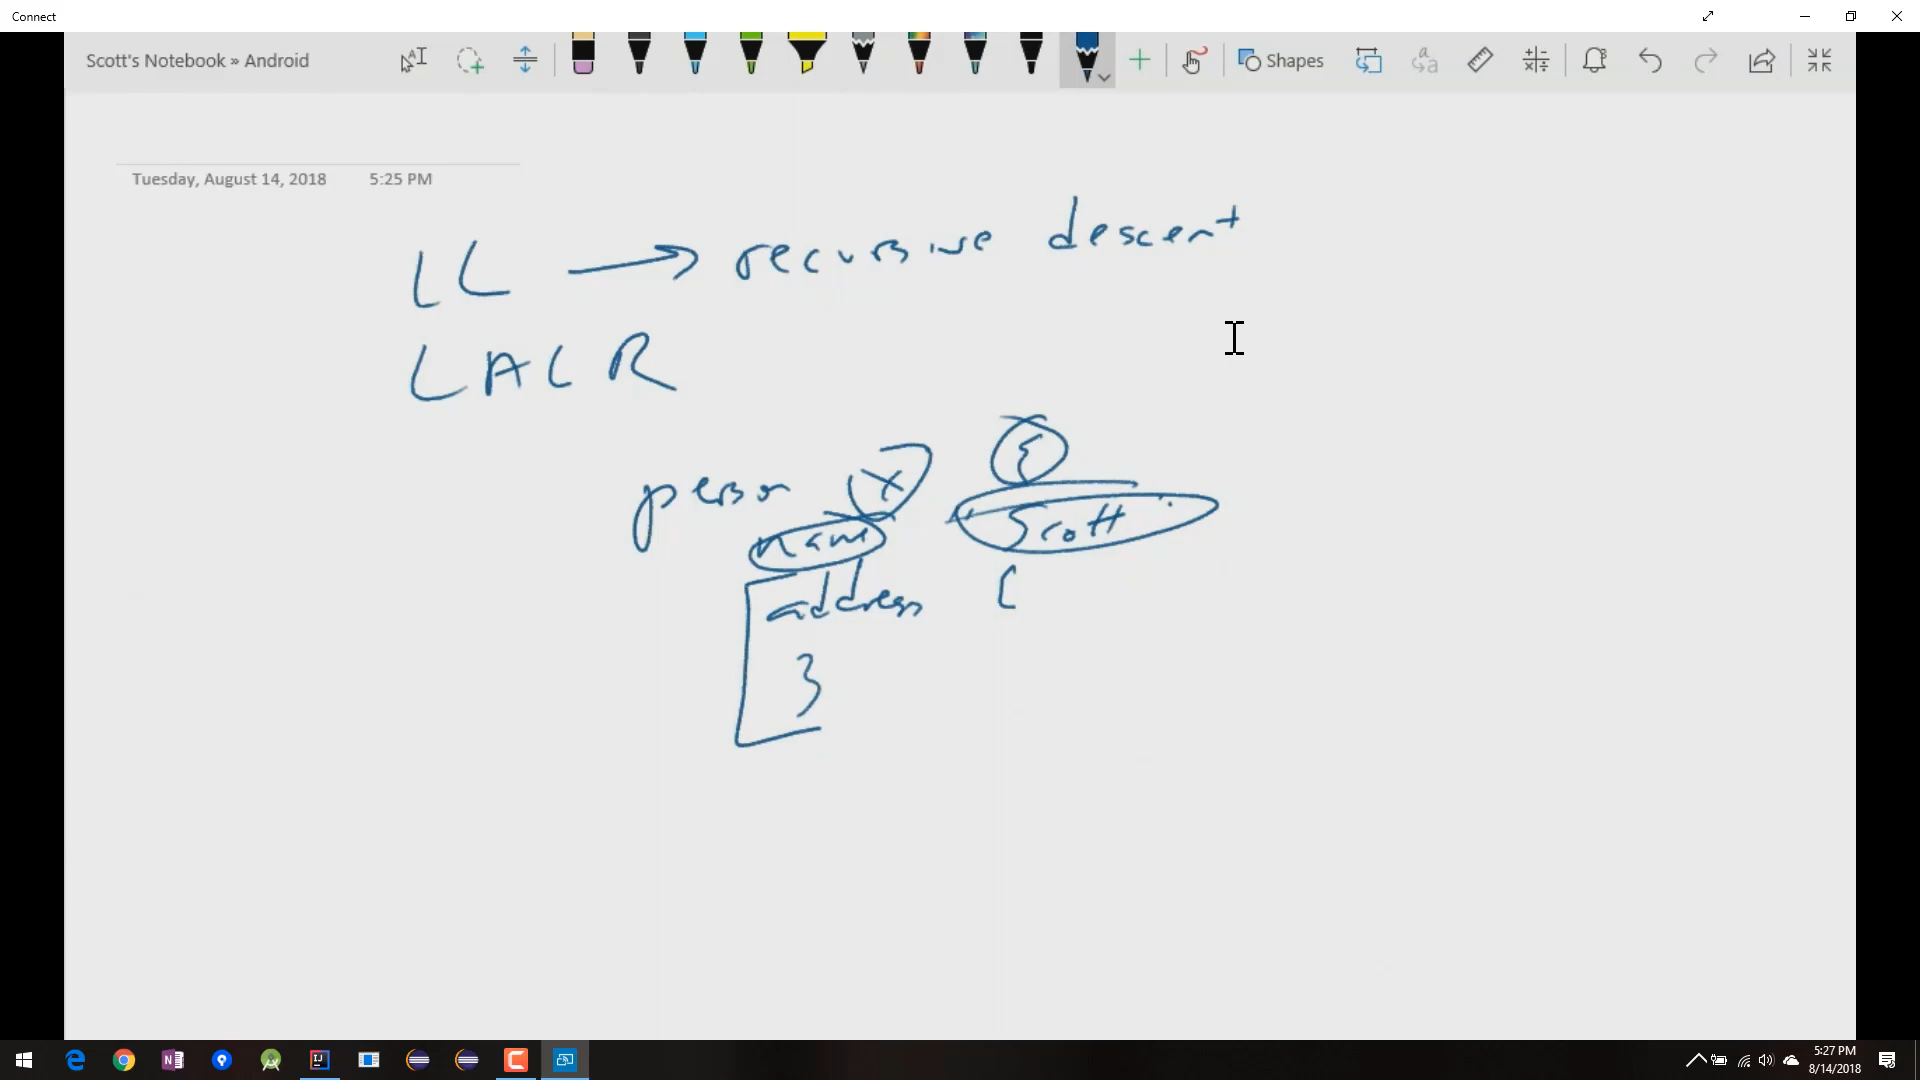 Connect
Scott's Notebook » Android
Shapes
Tuesday, August 14, 2018 5:25 PM
LL → recursive descent
LALR
person X {
name Scott
address {
}
5:27 PM
8/14/2018